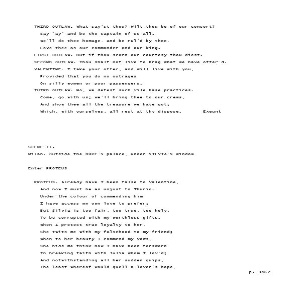 THIRD OUTLAW. What say'st thou? Wilt thou be of our consort?
Say 'ay' and be the captain of us all.
We'll do thee homage, and be rul'd by thee,
Love thee as our commander and our king.
FIRST OUTLAW. But if thou scorn our courtesy thou diest.
SECOND OUTLAW. Thou shalt not live to brag what we have offer'd.
VALENTINE. I take your offer, and will live with you,
Provided that you do no outrages
On silly women or poor passengers.
THIRD OUTLAW. No, we detest such vile base practices.
Come, go with us; we'll bring thee to our crews,
And show thee all the treasure we have got;
Which, with ourselves, all rest at thy dispose. Exeunt
SCENE II.
Milan. Outside the DUKE'S palace, under SILVIA'S window
Enter PROTEUS
PROTEUS. Already have I been false to Valentine,
And now I must be as unjust to Thurio.
Under the colour of commending him
I have access my own love to prefer;
But Silvia is too fair, too true, too holy,
To be corrupted with my worthless gifts.
When I protest true loyalty to her,
She twits me with my falsehood to my friend;
When to her beauty I commend my vows,
She bids me think how I have been forsworn
In breaking faith with Julia whom I lov'd;
And notwithstanding all her sudden quips,
The least whereof would quell a lover's hope,